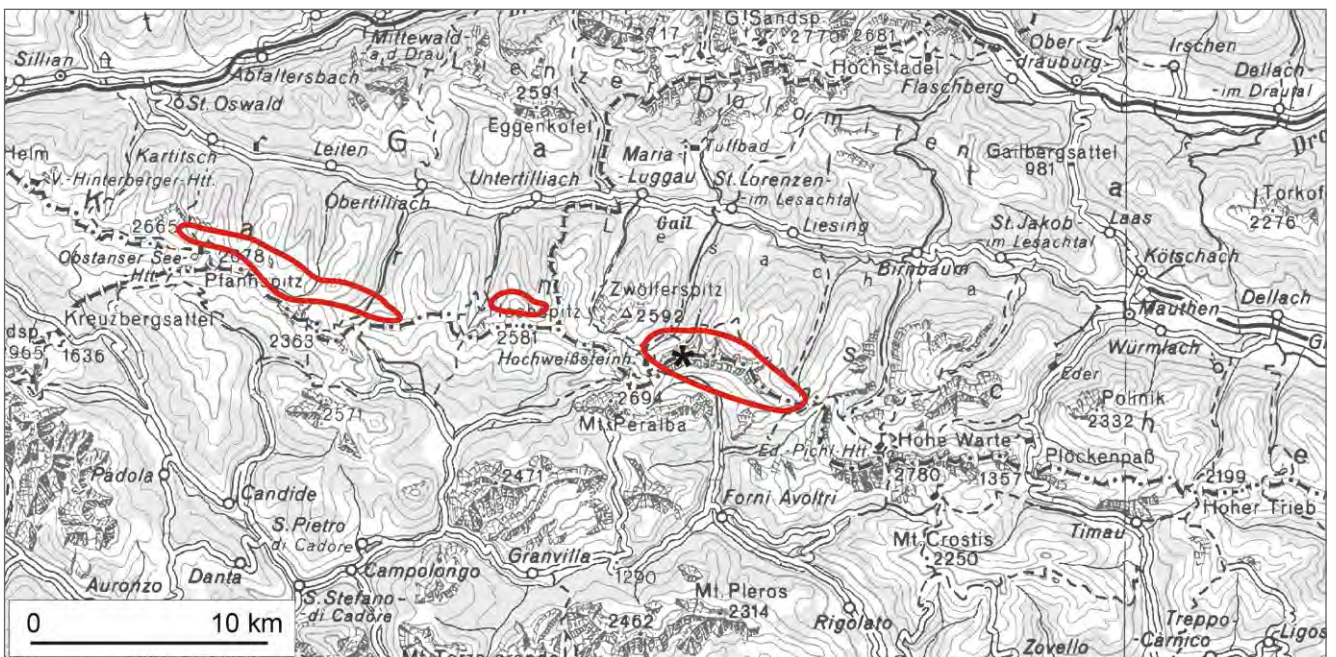 G. Sandsp.
2717
2770
2681
Mittewald
a.d. Drau
Sillian
Abfaltersbach
St. Oswald
2591
Eggenkofel
Hochstadel
Ober
drauburg
Flaschberg
Irschen
Dellach
-im Drautal
Helm
Kartitsch
V.-Hinterberger-Htt.
Leiten
Obertilliach
Untertilliach
Maria-
-Luggau
Tuffbad
St. Lorenzen-
-im Lesachtal
Liesing
Gailbergsattel
981
Laas
Torkof
2276
St. Jakob
im Lesachtal
Kötschach
Birnbaum
Gail
2665
Obstanser See-
Htt.
2678
Pfannspitz
Kreuzbergsattel
1636
2363
2581
Zwölferspitz
2592
Hochweißsteinh.
2694
Mt. Peralba
Mauthen
Dellach
Würmlach
Eder
Polinik
2332
2571
Ed.-Pichl-Htt
Hohe Warte
2780
1357
Plöckenpaß
2199
Hoher Trieb
Padola
Candide
2471
Forni Avoltri
Timau
S. Pietro
di Cadore
Granvilla
Mt. Crostis
2250
Auronzo
Danta
Campolongo
1290
S. Stefano-
di Cadore
Mt. Pleros
2314
2462
Rigolato
Zovello
Treppo-
-Carnico
Ligos
0 10 km